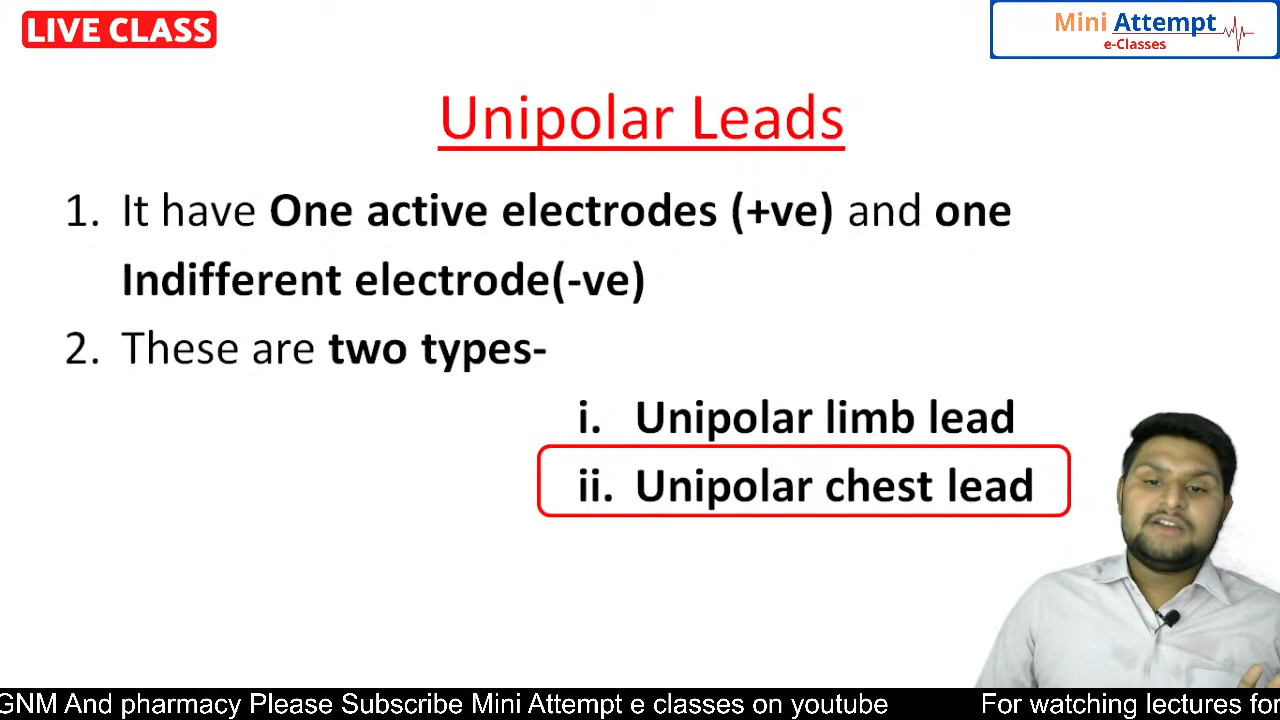 LIVE CLASS
Mini Attempt
e-Classes
Unipolar Leads
1. It have One active electrodes (+ve) and one
Indifferent electrode(-ve)
2. These are two types-
i. Unipolar limb lead
ii. Unipolar chest lead
GNM And pharmacy Please Subscribe Mini Attempt e classes on youtube For watching lectures for